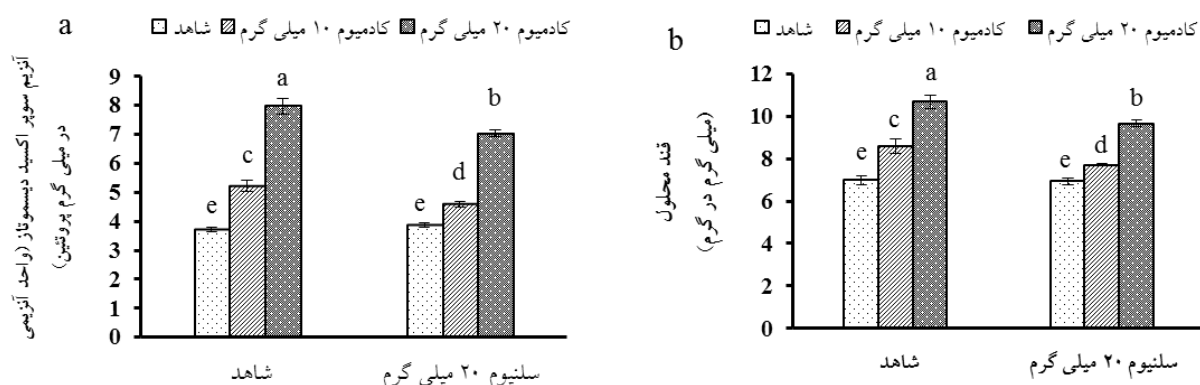 a
شاهد کادمیوم ۱۰ میلی گرم کادمیوم ۲۰ میلی گرم
آنزیم سوپر اکسید دیسموتاز (واحد آنزیمی
در میلی گرم پروتئین)
9
8
7
6
5
4
3
2
1
0
e
c
a
e
d
b
شاهد
سلنیوم ۲۰ میلی گرم
b
شاهد کادمیوم ۱۰ میلی گرم کادمیوم ۲۰ میلی گرم
قند محلول
(میلی گرم در گرم)
12
10
8
6
4
2
0
e
c
a
e
d
b
شاهد
سلنیوم ۲۰ میلی گرم